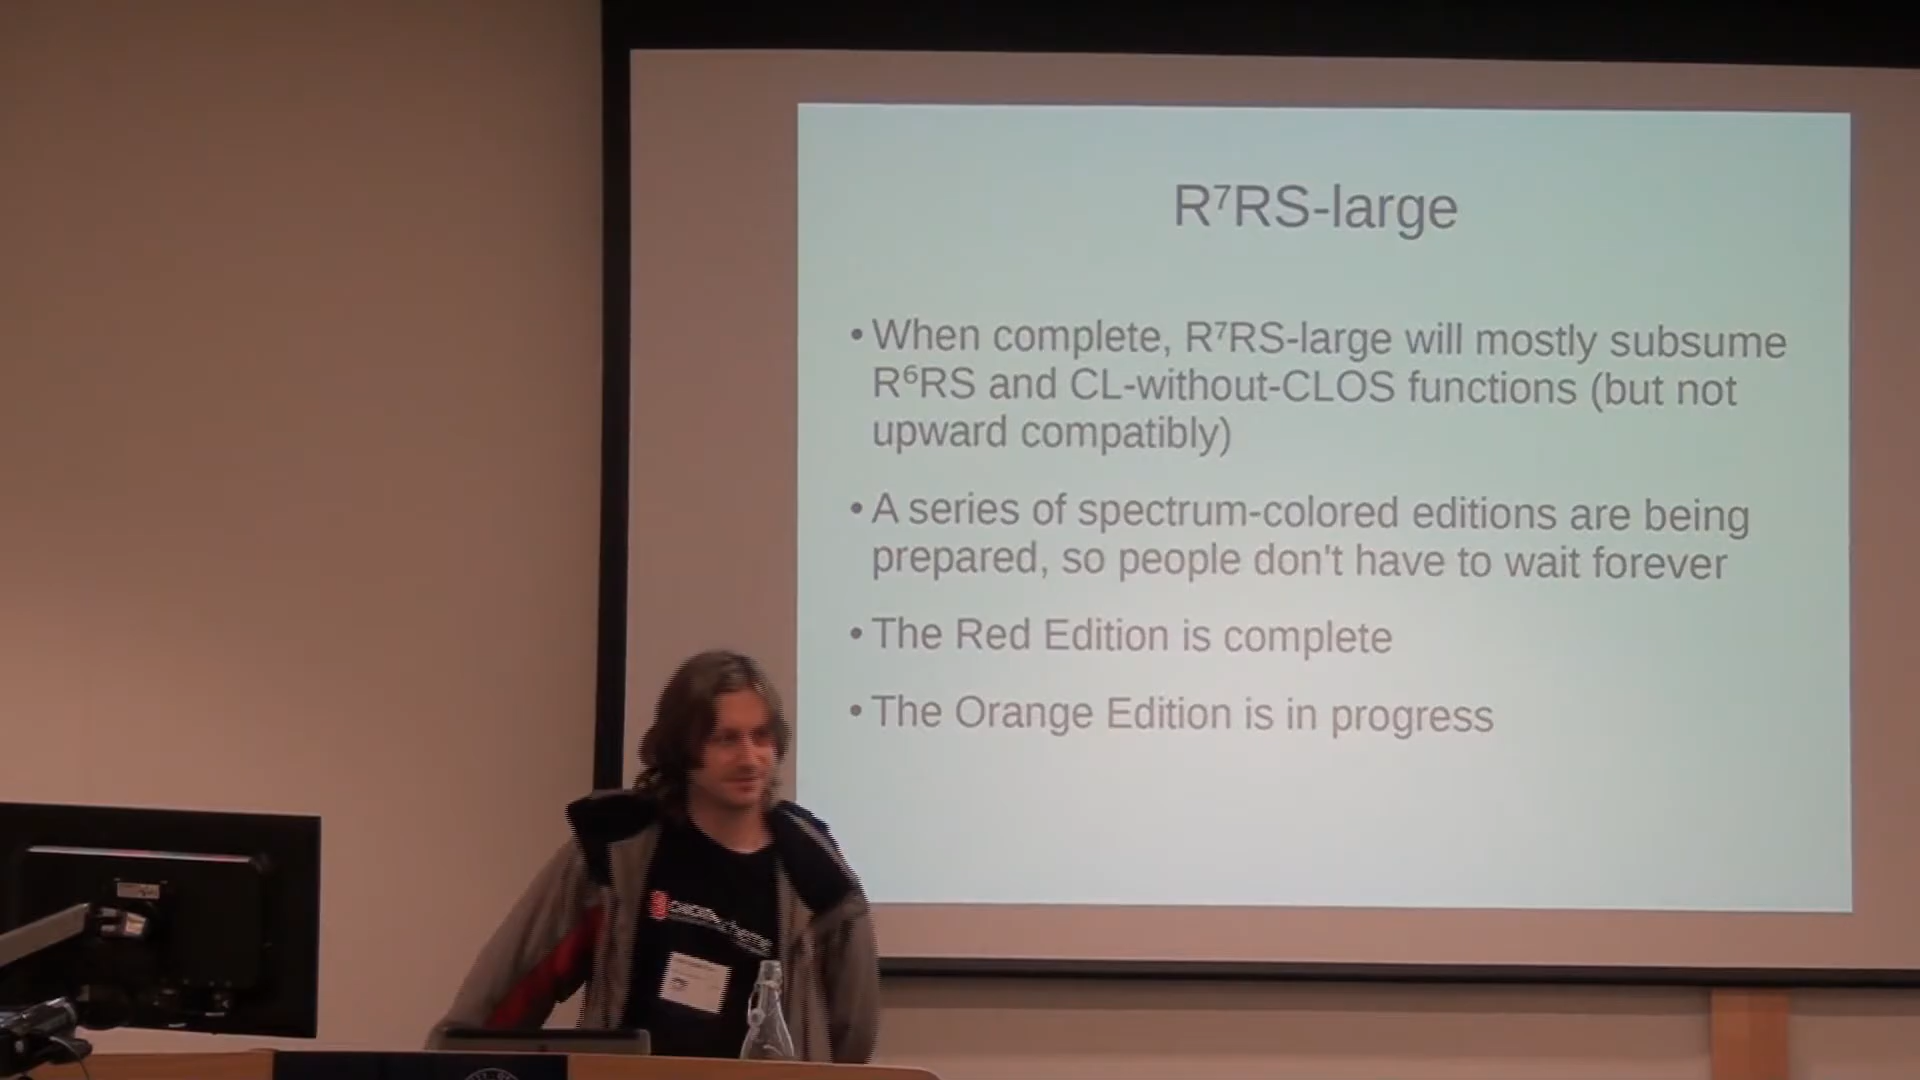 R⁷RS-large
• When complete, R⁷RS-large will mostly subsume
R⁶RS and CL-without-CLOS functions (but not
upward compatibly)
• A series of spectrum-colored editions are being
prepared, so people don't have to wait forever
• The Red Edition is complete
• The Orange Edition is in progress